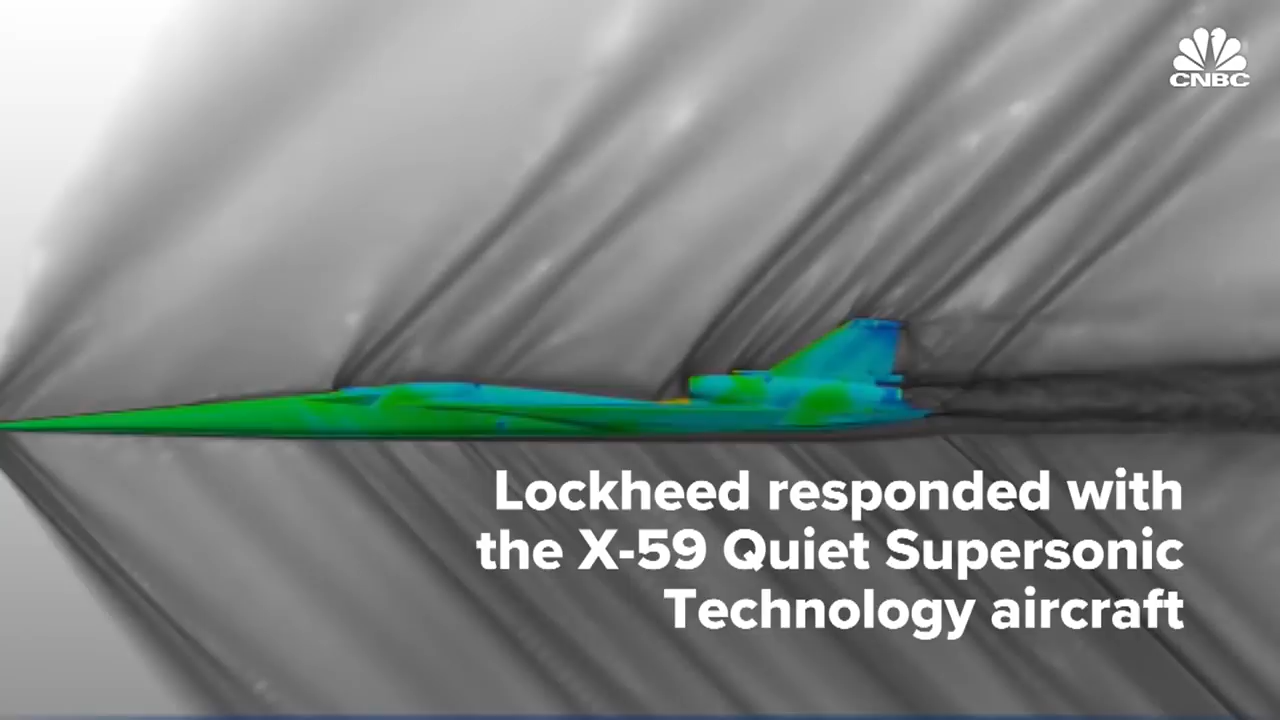 CNBC
Lockheed responded with
the X-59 Quiet Supersonic
Technology aircraft